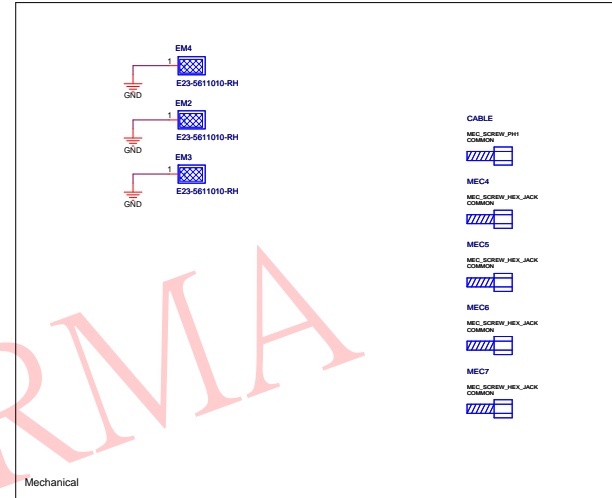 EM4
1
E23-5611010-RH
GND
EM2
1
E23-5611010-RH
GND
EM3
1
E23-5611010-RH
GND
CABLE
MEC_SCREW_PH1
COMMON
MEC4
MEC_SCREW_HEX_JACK
COMMON
MEC5
MEC_SCREW_HEX_JACK
COMMON
MEC6
MEC_SCREW_HEX_JACK
COMMON
MEC7
MEC_SCREW_HEX_JACK
COMMON
RMA
Mechanical